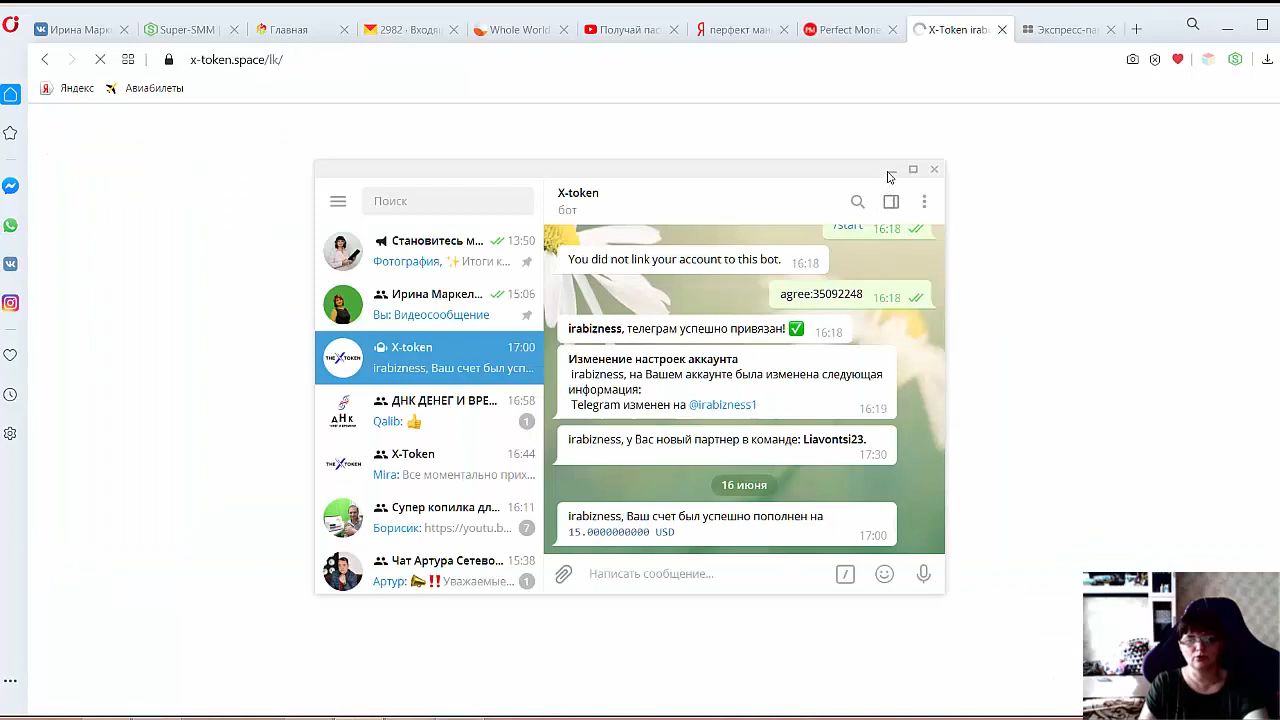 Ирина Марк
Super-SMM
Главная
2982 · Входя
Whole World
Получай пас
перфект ман
Perfect Mone
X-Token irab
Экспресс-па
x-token.space/lk/
Яндекс
Авиабилеты
Поиск
X-token
бот
Становитесь м... 13:50
Фотография, ✨Итоги к...
Ирина Маркел... 15:06
Вы: Видеосообщение
X-token 17:00
irabizness, Ваш счет был усп...
ДНК ДЕНЕГ И ВРЕ... 16:58
Qalib: 👍 1
X-Token 16:44
Mira: Все моментально прих...
Супер копилка дл... 16:11
Борисик: https://youtu.b... 7
Чат Артура Сетево... 15:38
Артур: 📣‼️Уважаемые... 1
/start 16:18
You did not link your account to this bot. 16:18
agree:35092248 16:18
irabizness, телеграм успешно привязан! ✅ 16:18
Изменение настроек аккаунта
irabizness, на Вашем аккаунте была изменена следующая
информация:
Telegram изменен на @irabizness1 16:19
irabizness, у Вас новый партнер в команде: Liavontsi23.
17:30
16 июня
irabizness, Ваш счет был успешно пополнен на
15.0000000000 USD 17:00
Написать сообщение...